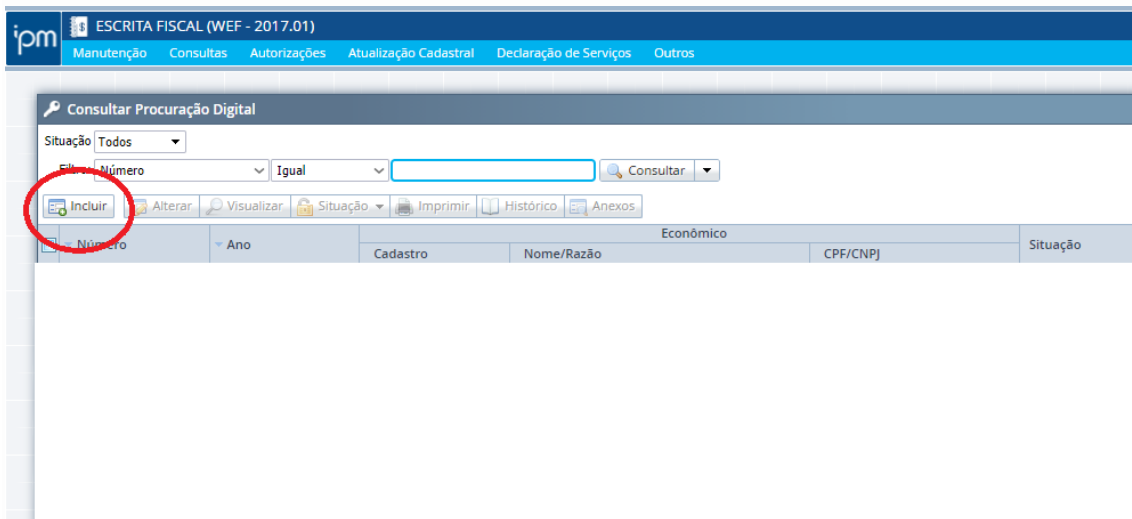 ipm ESCRITA FISCAL (WEF - 2017.01)
Manutenção Consultas Autorizações Atualização Cadastral Declaração de Serviços Outros
Consultar Procuração Digital
Situação Todos
Filtro: Número Igual Consultar
Incluir Alterar Visualizar Situação Imprimir Histórico Anexos
Número Ano Econômico Situação
Cadastro Nome/Razão CPF/CNPJ